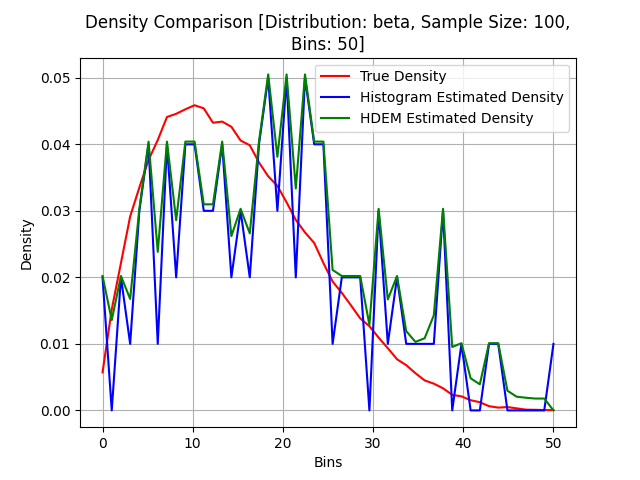 Density Comparison [Distribution: beta, Sample Size: 100,
Bins: 50]
True Density
Histogram Estimated Density
HDEM Estimated Density
Density
0.05
0.04
0.03
0.02
0.01
0.00
0 10 20 30 40 50
Bins